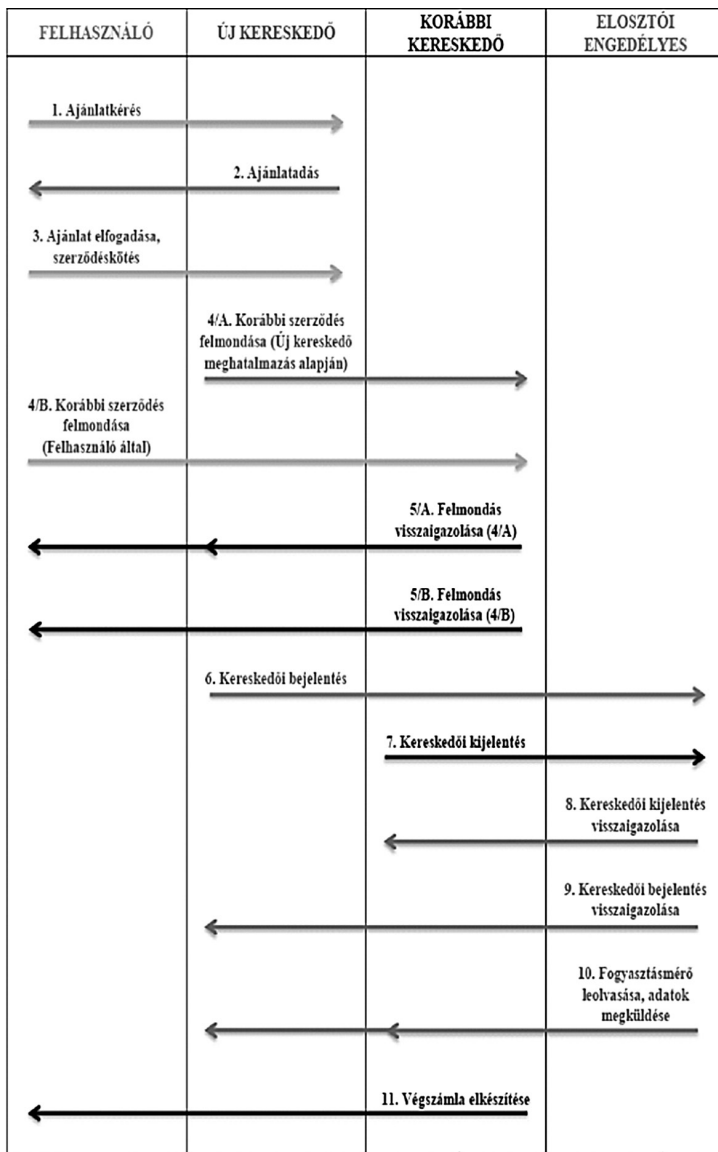 FELHASZNÁLÓ
ÚJ KERESKEDŐ
KORÁBBI
KERESKEDŐ
ELOSZTÓI
ENGEDÉLYES
1. Ajánlatkérés
2. Ajánlatadás
3. Ajánlat elfogadása,
szerződéskötés
4/A. Korábbi szerződés
felmondása (Új kereskedő
meghatalmazás alapján)
4/B. Korábbi szerződés
felmondása
(Felhasználó által)
5/A. Felmondás
visszaigazolása (4/A)
5/B. Felmondás
visszaigazolása (4/B)
6. Kereskedői bejelentés
7. Kereskedői kijelentés
8. Kereskedői kijelentés
visszaigazolása
9. Kereskedői bejelentés
visszaigazolása
10. Fogyasztásmérő
leolvasása, adatok
megküldése
11. Végszámla elkészítése